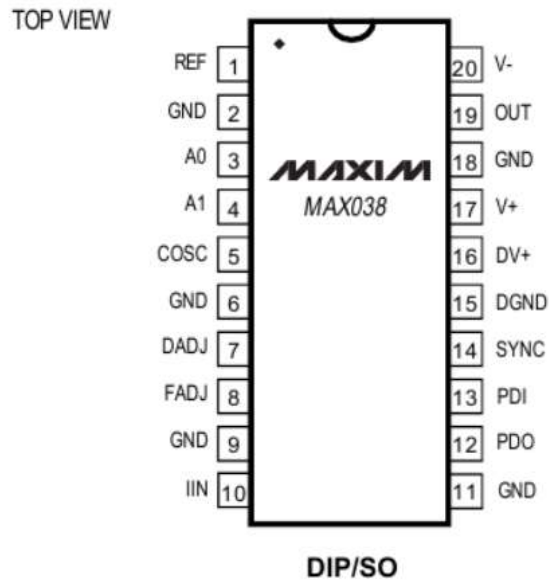 TOP VIEW
REF 1 20 V-
GND 2 19 OUT
A0 3 18 GND
MAXIM
A1 4 MAX038 17 V+
COSC 5 16 DV+
GND 6 15 DGND
DADJ 7 14 SYNC
FADJ 8 13 PDI
GND 9 12 PDO
IIN 10 11 GND
DIP/SO